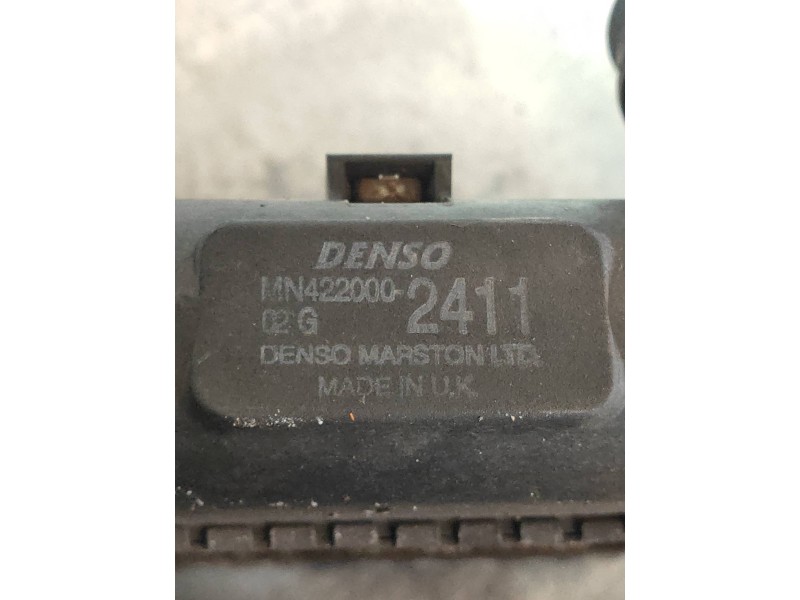 DENSO
MN422000-2411
02 G
DENSO MARSTON LTD.
MADE IN U.K.